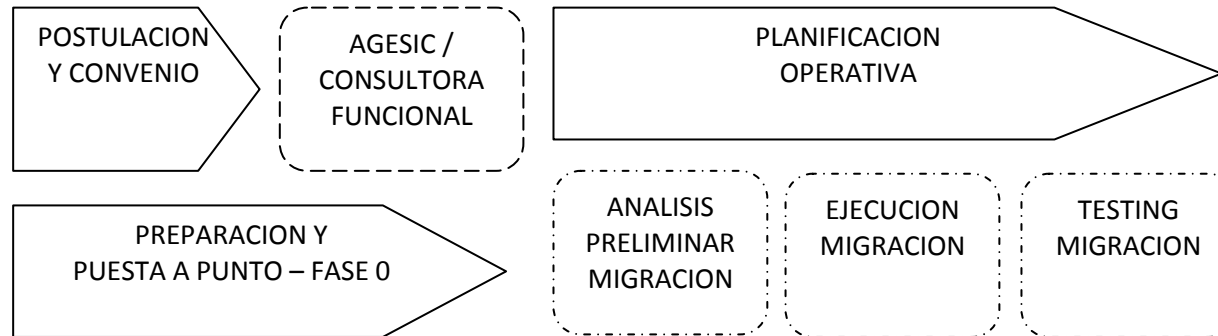 POSTULACION
Y CONVENIO
AGESIC /
CONSULTORA
FUNCIONAL
PLANIFICACION
OPERATIVA
PREPARACION Y
PUESTA A PUNTO – FASE 0
ANALISIS
PRELIMINAR
MIGRACION
EJECUCION
MIGRACION
TESTING
MIGRACION